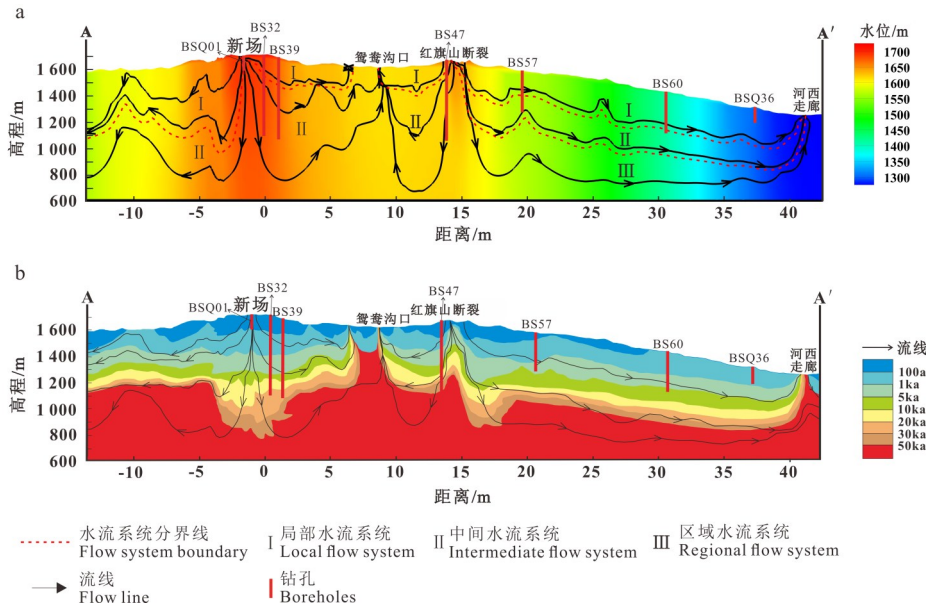 a
A
BSQ01
新场
BS32
BS39
鸳鸯沟口
BS47
红旗山断裂
BS57
BS60
BSQ36
河西
走廊
A′
水位/m
1700
1650
1600
1550
1500
1450
1400
1350
1300
高程/m
1 600
1 400
1 200
1 000
800
600
I
II
I
II
I
II
I
II
III
-10
-5
0
5
10
15
20
25
30
35
40
距离/m
b
A
BSQ01
新场
BS32
BS39
鸳鸯沟口
BS47
红旗山断裂
BS57
BS60
BSQ36
河西
走廊
A′
流线
100a
1ka
5ka
10ka
20ka
30ka
50ka
高程/m
1 600
1 400
1 200
1 000
800
600
-10
-5
0
5
10
15
20
25
30
35
40
距离/m
水流系统分界线
Flow system boundary
I 局部水流系统
Local flow system
II 中间水流系统
Intermediate flow system
III 区域水流系统
Regional flow system
流线
Flow line
钻孔
Boreholes